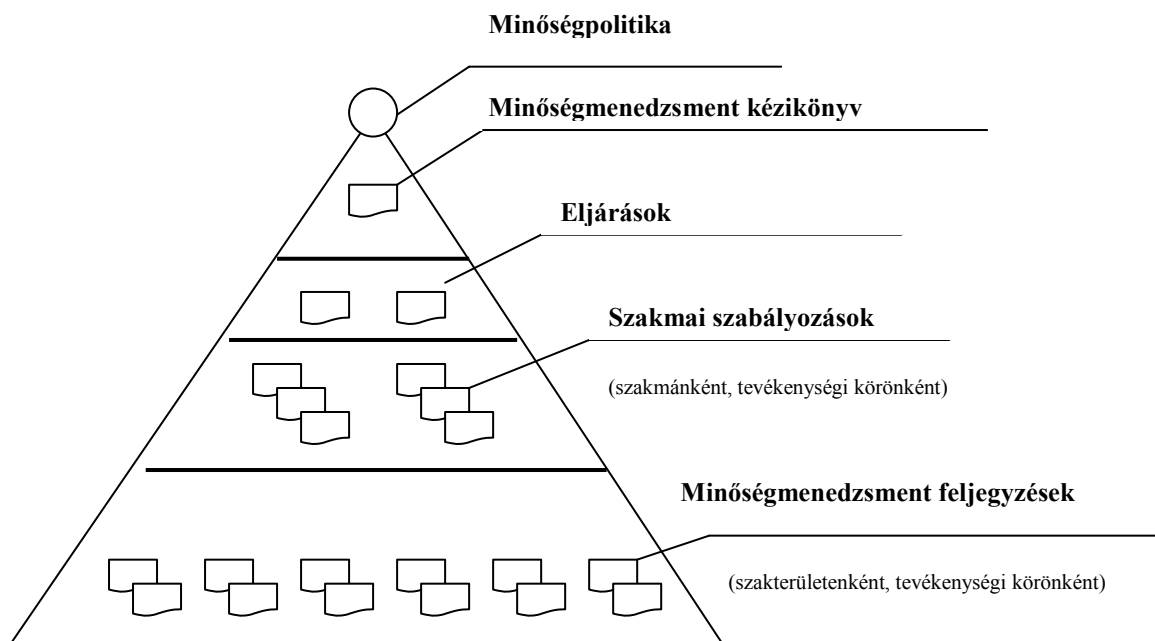 Minőségpolitika
Minőségmenedzsment kézikönyv
Eljárások
Szakmai szabályozások
(szakmánként, tevékenységi körönként)
Minőségmenedzsment feljegyzések
(szakterületenként, tevékenységi körönként)